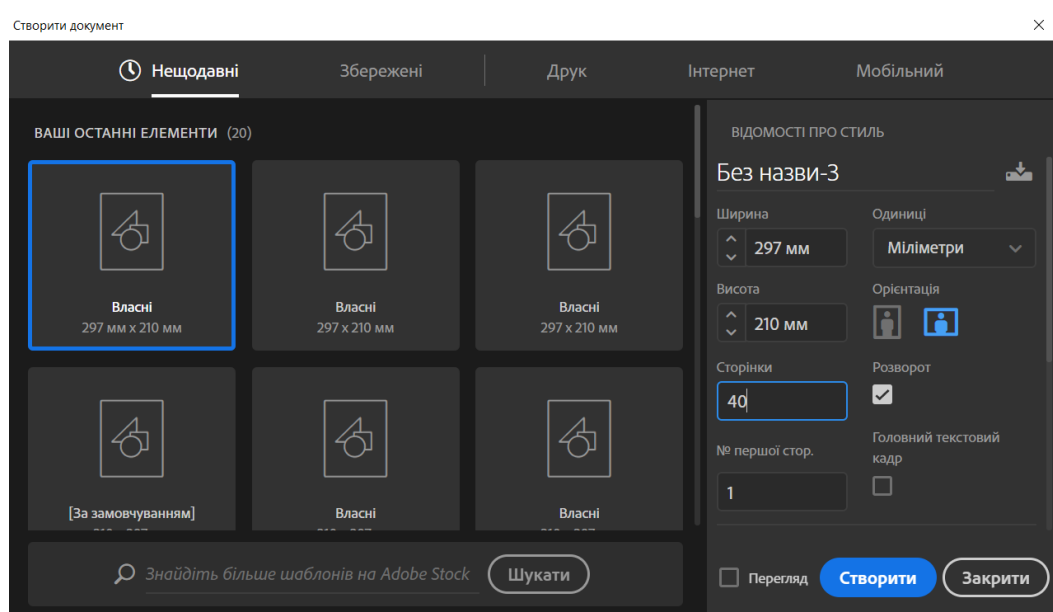 Створити документ
Нещодавні
Збережені
Друк
Інтернет
Мобільний
ВАШІ ОСТАННІ ЕЛЕМЕНТИ (20)
Власні
297 мм x 210 мм
Власні
297 x 210 мм
Власні
297 x 210 мм
[За замовчуванням]
Власні
Власні
Знайдіть більше шаблонів на Adobe Stock
Шукати
ВІДОМОСТІ ПРО СТИЛЬ
Без назви-3
Ширина
Одиниці
297 мм
Міліметри
Висота
Орієнтація
210 мм
Сторінки
Розворот
40
№ першої стор.
Головний текстовий
кадр
1
Перегляд
Створити
Закрити